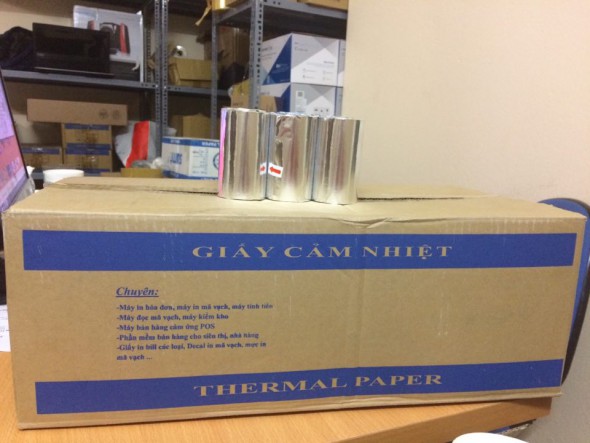 GIẤY CẢM NHIỆT
Chuyên:
-Máy in hóa đơn, máy in mã vạch, máy tính tiền
-Máy đọc mã vạch, máy kiểm kho
-Máy bán hàng cảm ứng POS
-Phần mềm bán hàng cho siêu thị, nhà hàng
-Giấy in bill các loại, Decal in mã vạch, mực in
mã vạch ...
THERMAL PAPER